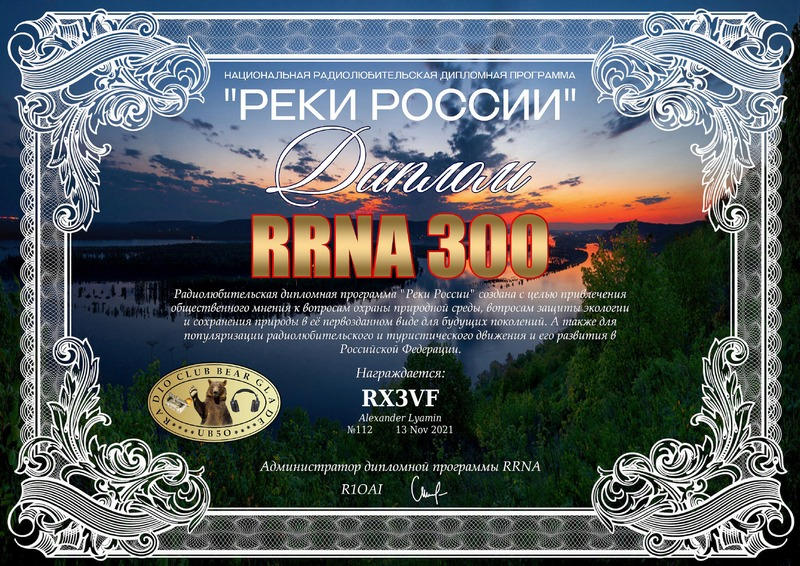 НАЦИОНАЛЬНАЯ РАДИОЛЮБИТЕЛЬСКАЯ ДИПЛОМНАЯ ПРОГРАММА
"РЕКИ РОССИИ"
Диплом
RRNA 300
Радиолюбительская дипломная программа "Реки России" создана с целью привлечения
общественного мнения к вопросам охраны природной среды, вопросам защиты экологии
и сохранения природы в её первозданном виде для будущих поколений. А также для
популяризации радиолюбительского и туристического движения и его развития в
Российской Федерации.
Награждается:
RX3VF
Alexander Lyamin
№112 13 Nov 2021
RADIO CLUB BEAR GLADE
UB5O
Администратор дипломной программы RRNA
R1OAI